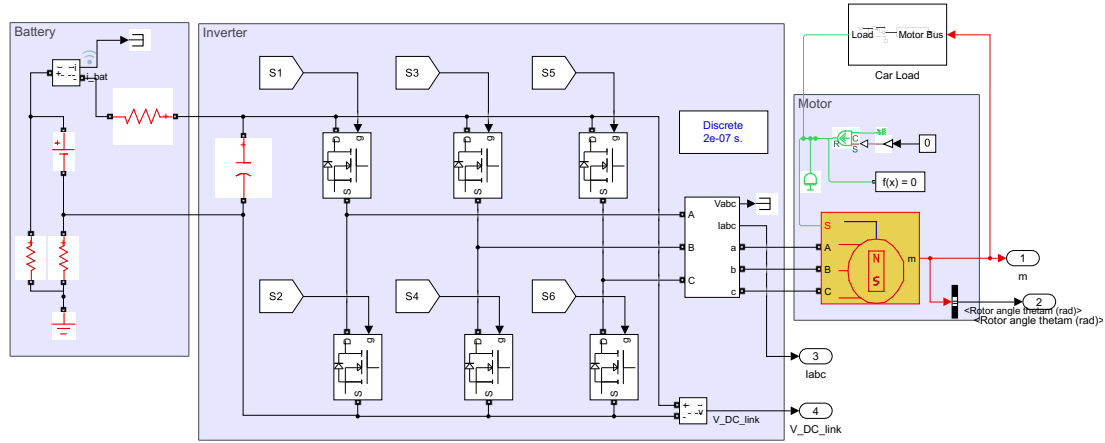 Battery
i
+
-
i_bat
+
+
+
+
Inverter
S1
S3
S5
D
g
S
D
g
S
D
g
S
+
Discrete
2e-07 s.
S2
S4
S6
D
g
S
D
g
S
D
g
S
A
B
C
Vabc
Iabc
a
b
c
+
-
V_DC_link
Load
Motor Bus
Car Load
Motor
R
C
S
0
f(x) = 0
S
A
B
C
N
S
m
1
m
2
<Rotor angle thetam (rad)>
<Rotor angle thetam (rad)>
3
Iabc
4
V_DC_link